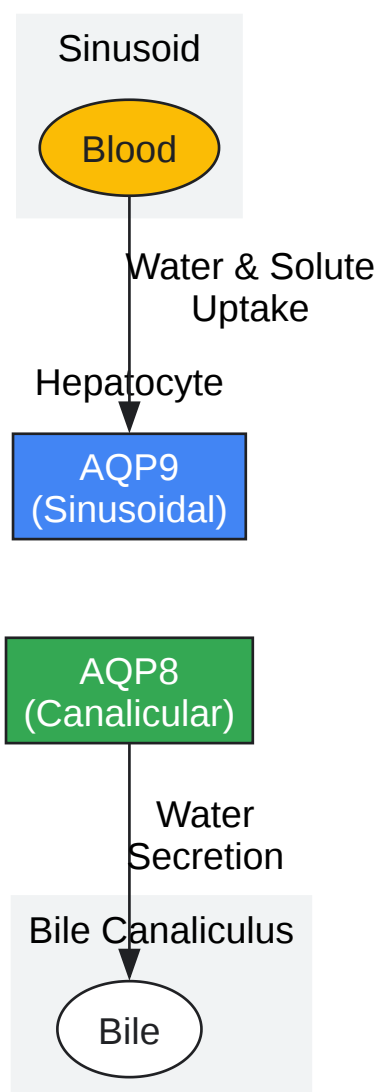 Sinusoid
Blood
Water & Solute
Uptake
Hepatocyte
AQP9
(Sinusoidal)
AQP8
(Canalicular)
Water
Secretion
Bile Canaliculus
Bile